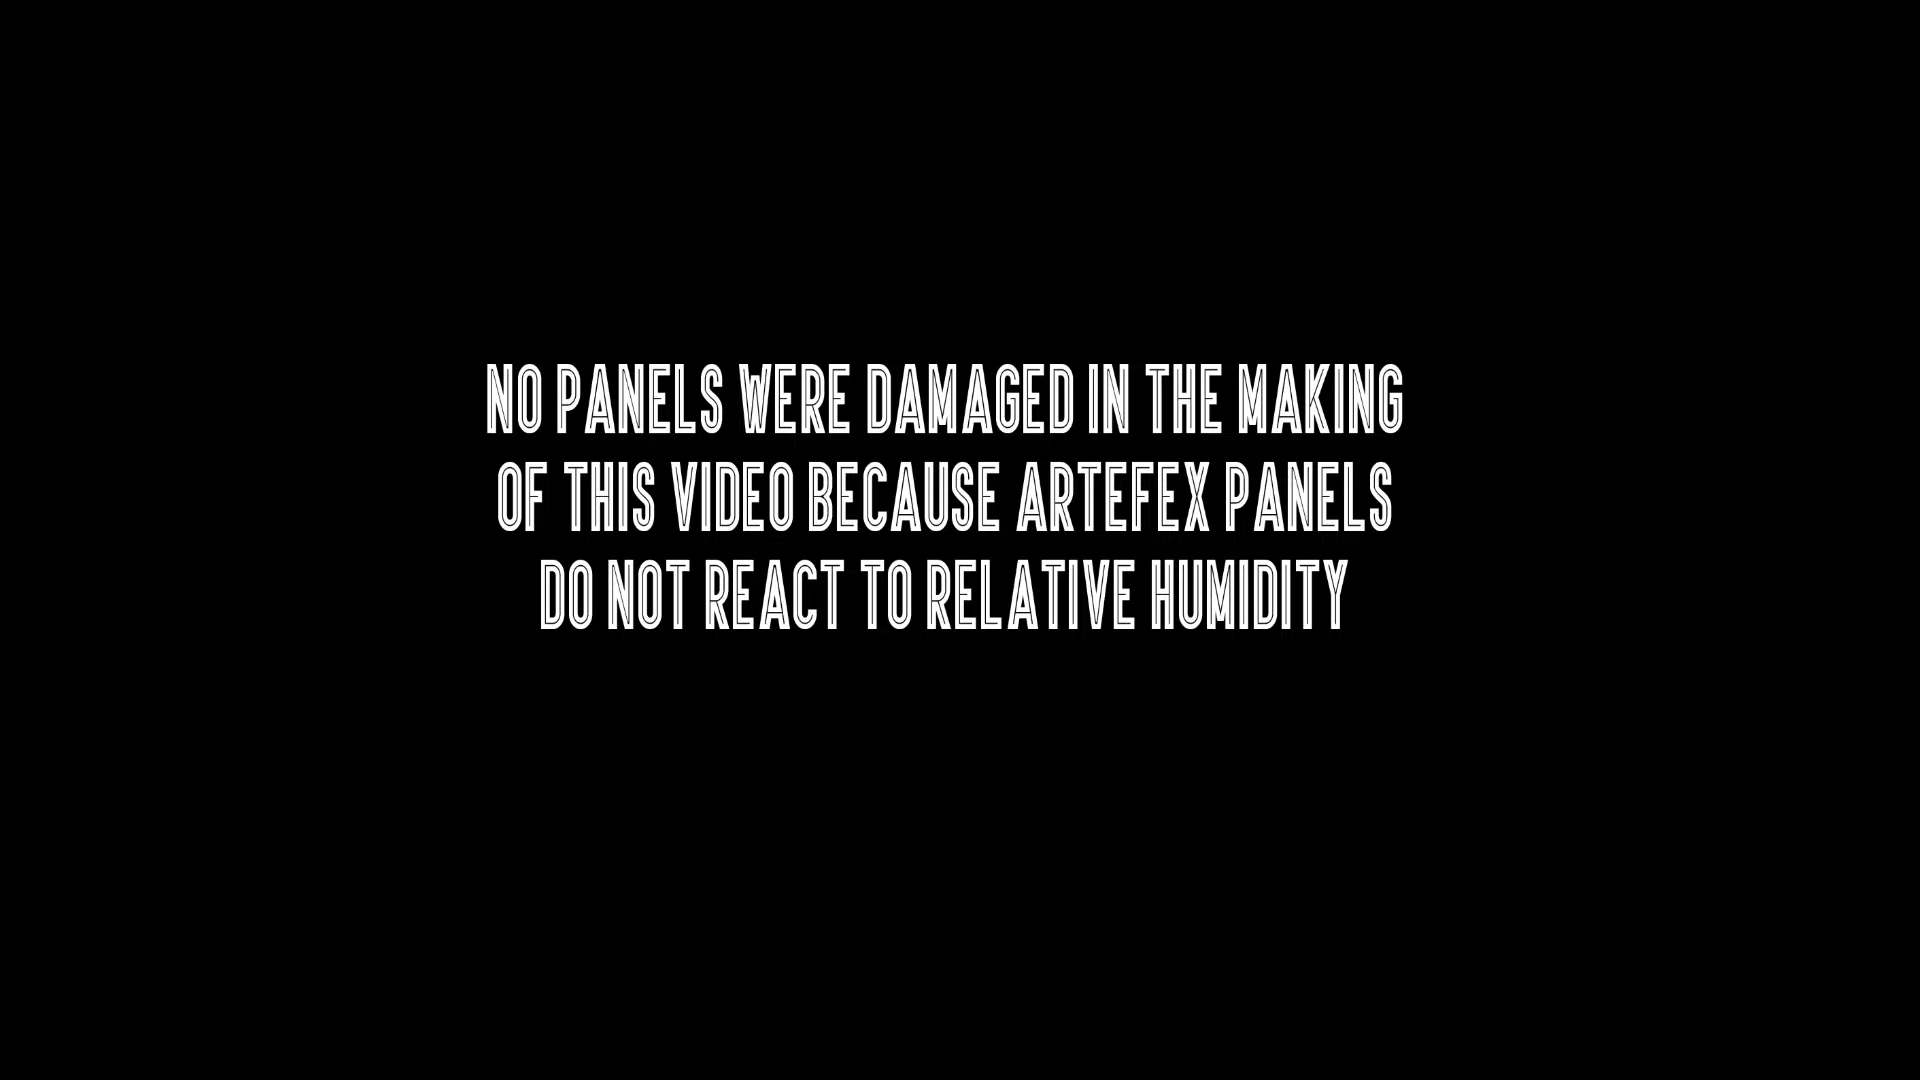 NO PANELS WERE DAMAGED IN THE MAKING
OF THIS VIDEO BECAUSE ARTEFEX PANELS
DO NOT REACT TO RELATIVE HUMIDITY